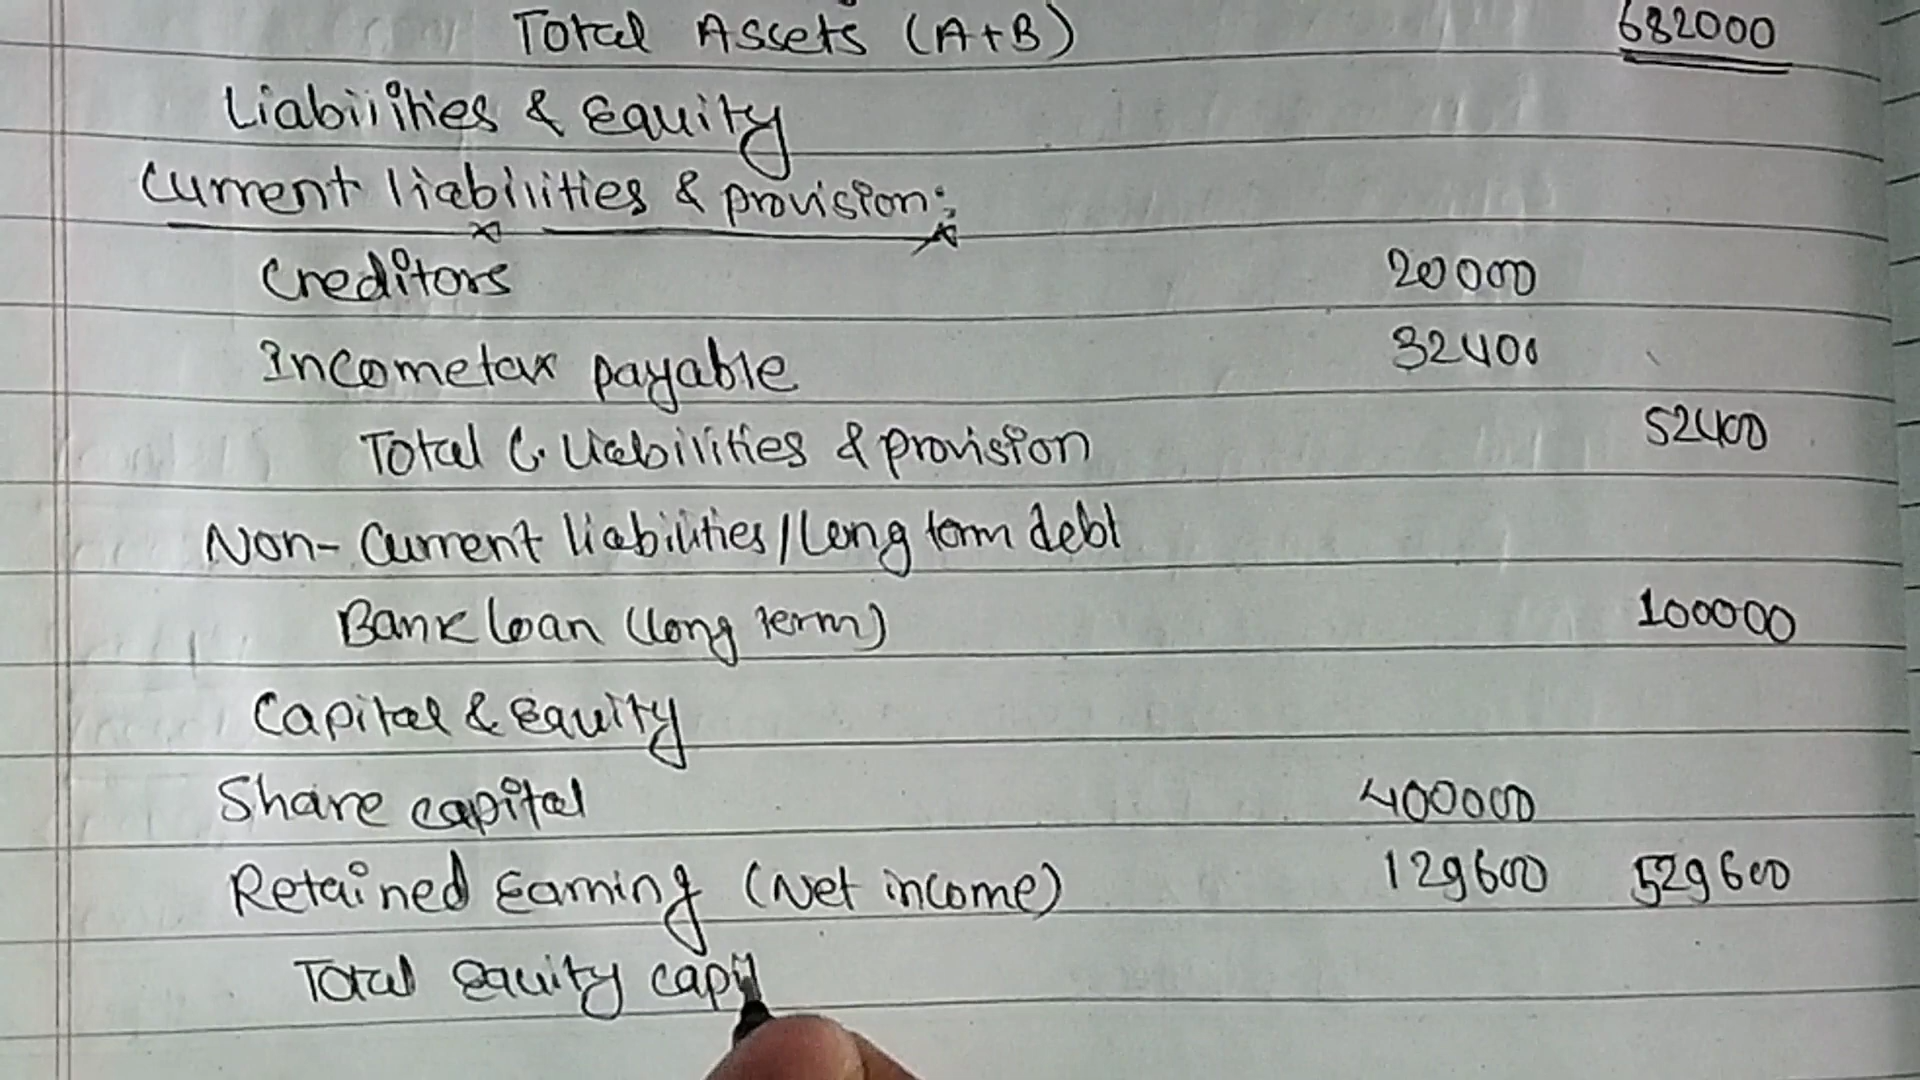 Total Assets (A+B) 682000
Liabilities & Equity
Current liabilities & provision:
Creditors 20000
Incometax payable 32400
Total C. liabilities & provision 52400
Non-Current liabilities/Long term debt
Bank loan (long term) 100000
Capital & Equity
Share capital 400000
Retained Earning (Net income) 129600 529600
Total Equity capit